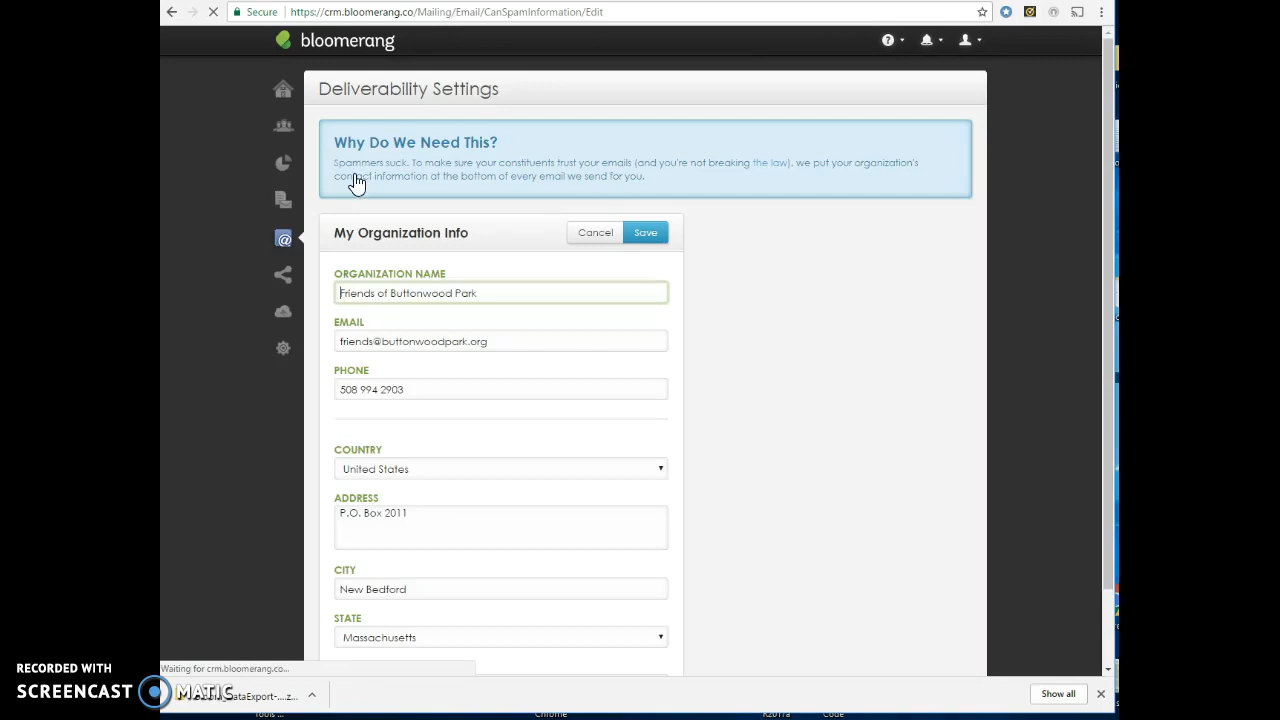 Secure https://crm.bloomerang.co/Mailing/Email/CanSpamInformation/Edit
bloomerang
Deliverability Settings
Why Do We Need This?
Spammers suck. To make sure your constituents trust your emails (and you're not breaking the law), we put your organization's
contact information at the bottom of every email we send for you.
My Organization Info
Cancel Save
ORGANIZATION NAME
Friends of Buttonwood Park
EMAIL
friends@buttonwoodpark.org
PHONE
508 994 2903
COUNTRY
United States
ADDRESS
P.O. Box 2011
CITY
New Bedford
STATE
Massachusetts
Waiting for crm.bloomerang.co...
RECORDED WITH
SCREENCAST MATIC
DataExport-....z...
Show all
Tools ...
Chrome
Code